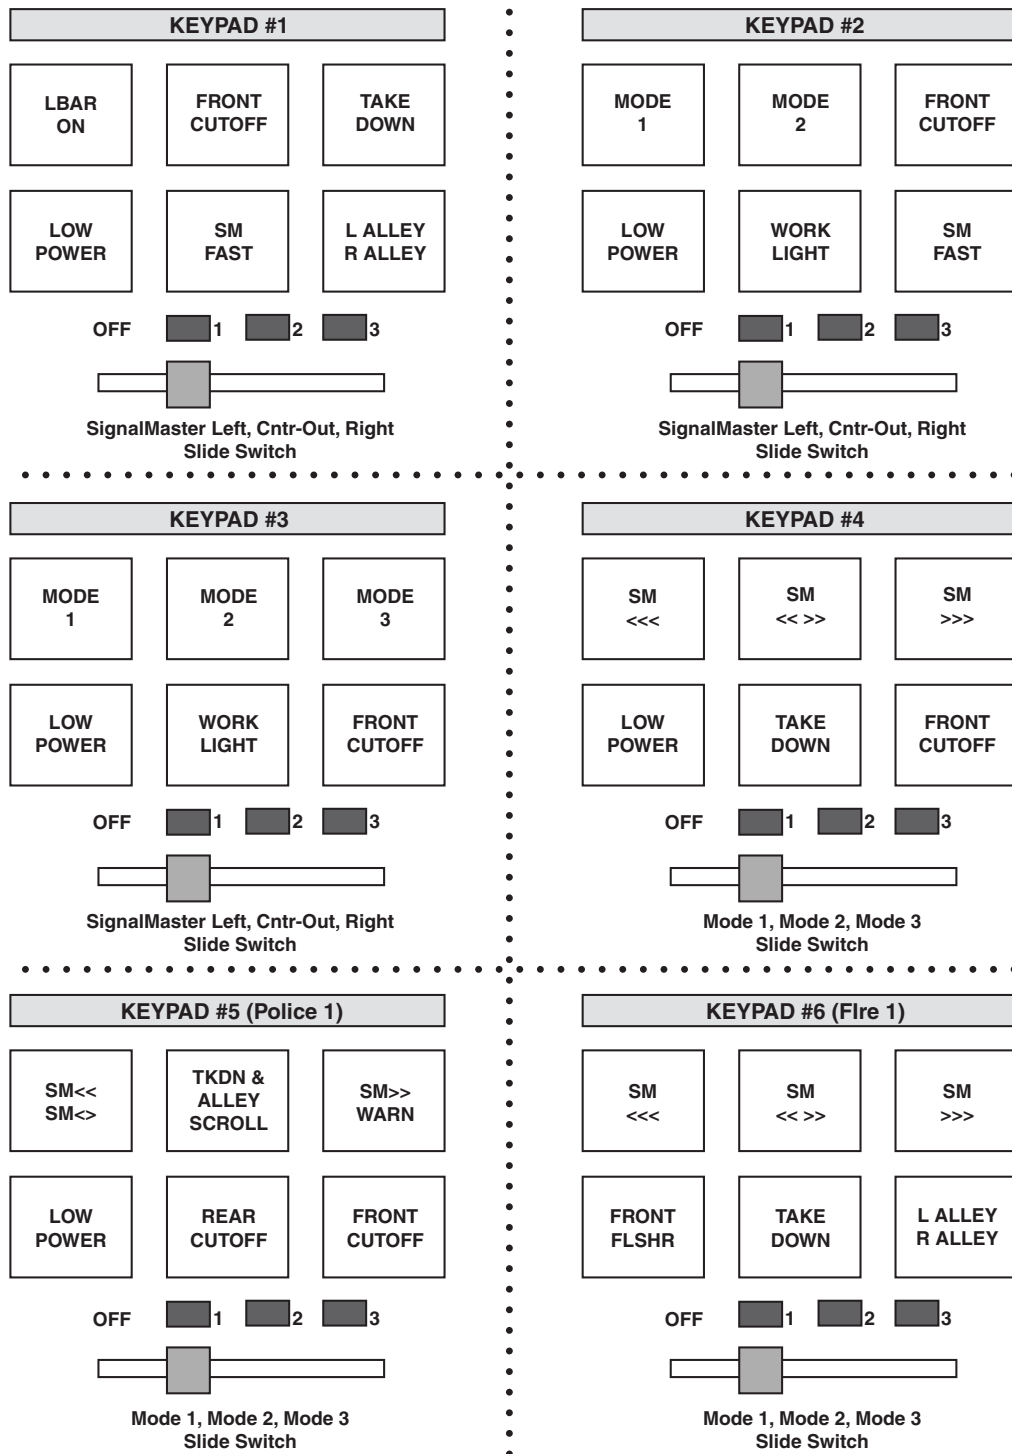 KEYPAD #1
LBAR
ON
FRONT
CUTOFF
TAKE
DOWN
LOW
POWER
SM
FAST
L ALLEY
R ALLEY
OFF 1 2 3
SignalMaster Left, Cntr-Out, Right
Slide Switch
KEYPAD #2
MODE
1
MODE
2
FRONT
CUTOFF
LOW
POWER
WORK
LIGHT
SM
FAST
OFF 1 2 3
SignalMaster Left, Cntr-Out, Right
Slide Switch
KEYPAD #3
MODE
1
MODE
2
MODE
3
LOW
POWER
WORK
LIGHT
FRONT
CUTOFF
OFF 1 2 3
SignalMaster Left, Cntr-Out, Right
Slide Switch
KEYPAD #4
SM
<<<
SM
<< >>
SM
>>>
LOW
POWER
TAKE
DOWN
FRONT
CUTOFF
OFF 1 2 3
Mode 1, Mode 2, Mode 3
Slide Switch
KEYPAD #5 (Police 1)
SM<<
SM<>
TKDN &
ALLEY
SCROLL
SM>>
WARN
LOW
POWER
REAR
CUTOFF
FRONT
CUTOFF
OFF 1 2 3
Mode 1, Mode 2, Mode 3
Slide Switch
KEYPAD #6 (FIre 1)
SM
<<<
SM
<< >>
SM
>>>
FRONT
FLSHR
TAKE
DOWN
L ALLEY
R ALLEY
OFF 1 2 3
Mode 1, Mode 2, Mode 3
Slide Switch